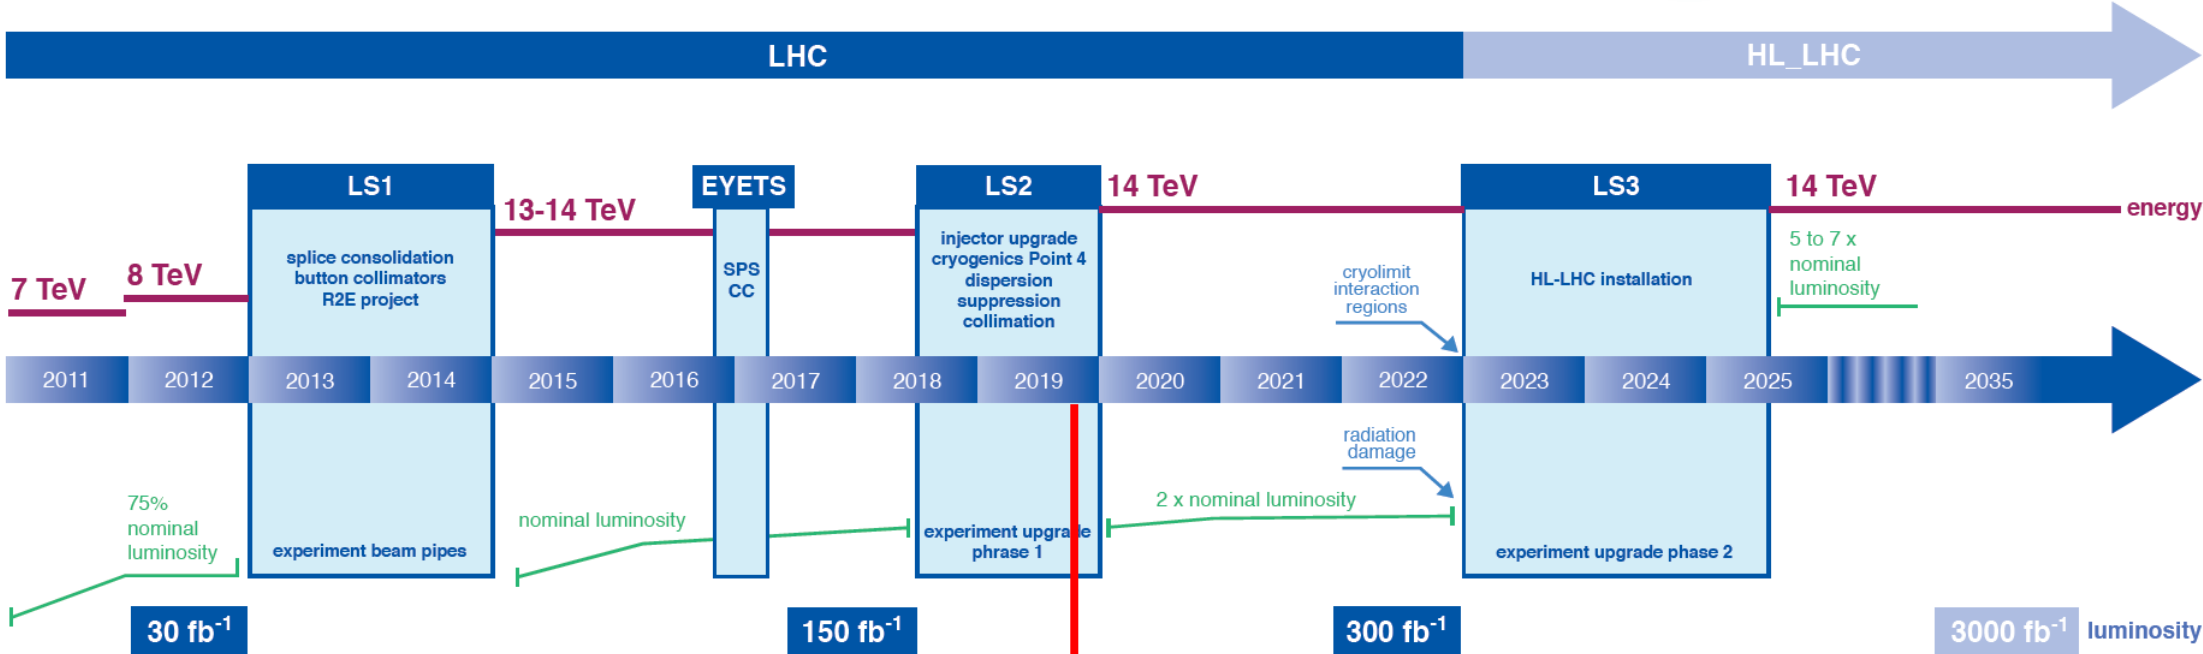 LHC
HL_LHC
LS1
EYETS
LS2
14 TeV
LS3
14 TeV
energy
13-14 TeV
7 TeV
8 TeV
splice consolidation
button collimators
R2E project
SPS
CC
injector upgrade
cryogenics Point 4
dispersion
suppression
collimation
cryolimit
interaction
regions
HL-LHC installation
5 to 7 x
nominal
luminosity
2011
2012
2013
2014
2015
2016
2017
2018
2019
2020
2021
2022
2023
2024
2025
2035
75%
nominal
luminosity
experiment beam pipes
nominal luminosity
experiment upgrade
phrase 1
2 x nominal luminosity
radiation
damage
experiment upgrade phase 2
30 fb-1
150 fb-1
300 fb-1
3000 fb-1
luminosity